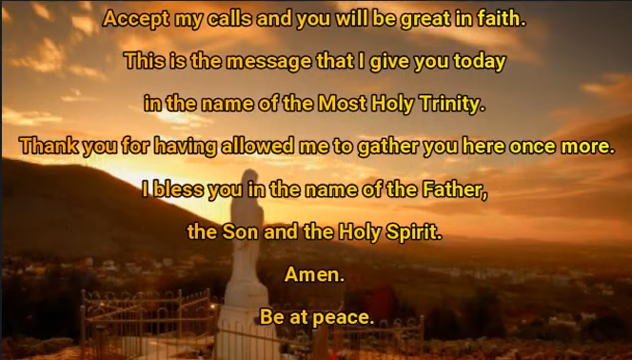 Accept my calls and you will be great in faith.
This is the message that I give you today
in the name of the Most Holy Trinity.
Thank you for having allowed me to gather you here once more.
I bless you in the name of the Father,
the Son and the Holy Spirit.
Amen.
Be at peace.